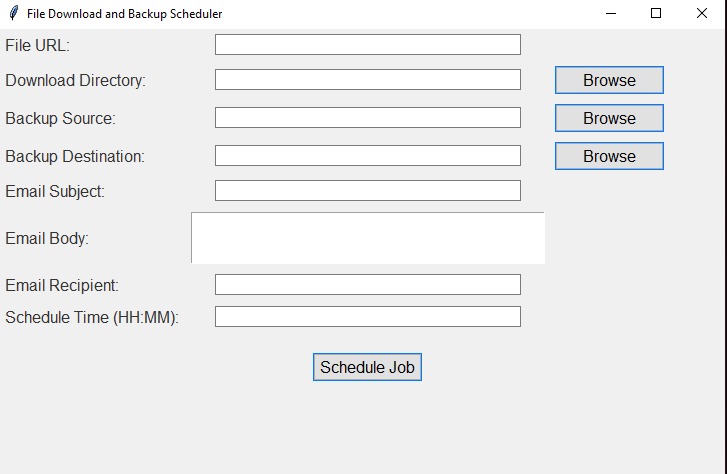 File Download and Backup Scheduler
File URL:
Download Directory: Browse
Backup Source: Browse
Backup Destination: Browse
Email Subject:
Email Body:
Email Recipient:
Schedule Time (HH:MM):
Schedule Job